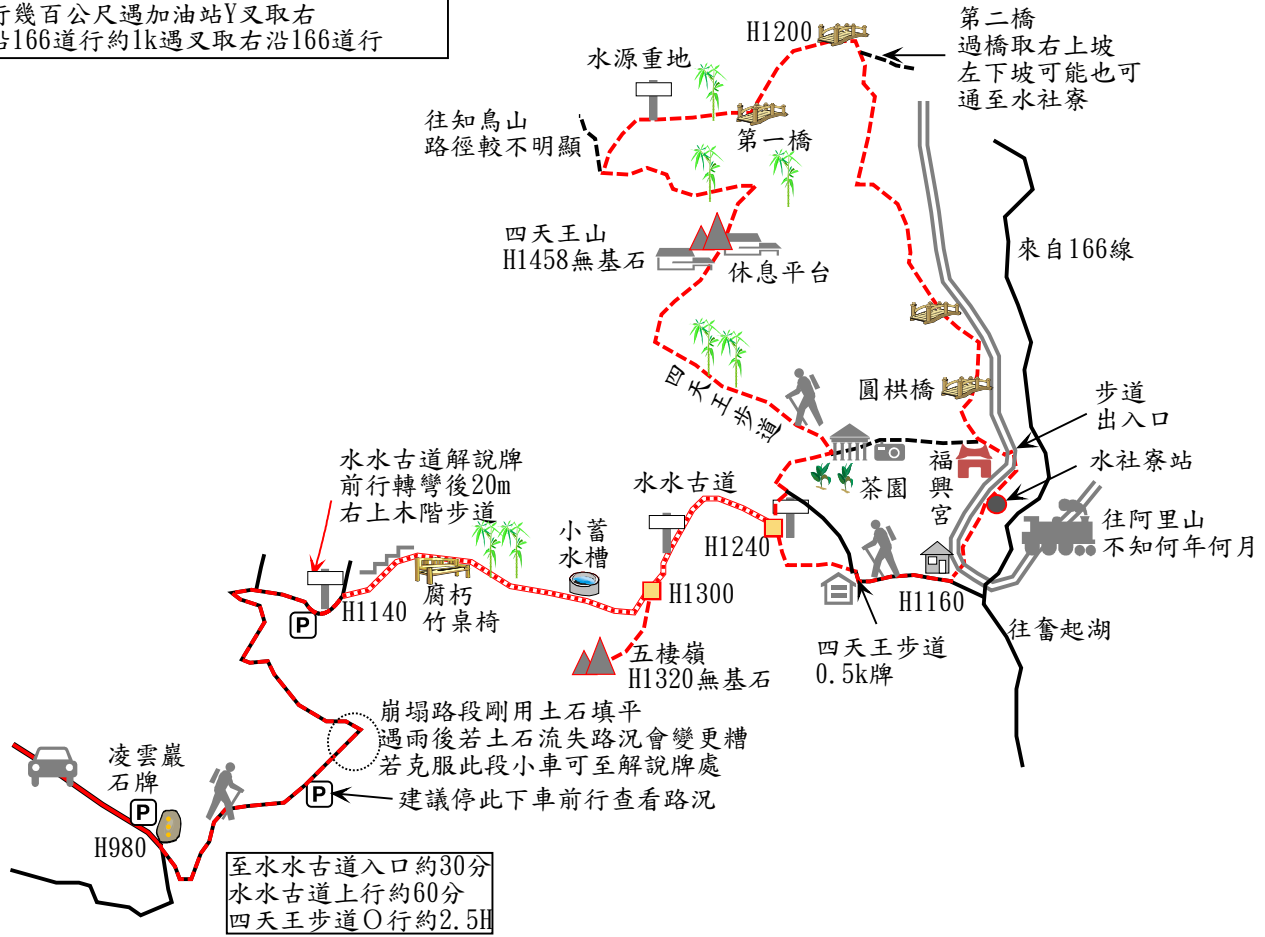 行幾百公尺遇加油站Y叉取右
沿166道行約1k遇叉取右沿166道行
H1200
第二橋
過橋取右上坡
左下坡可能也可
通至水社寮
水源重地
往知鳥山
路徑較不明顯
第一橋
四天王山
H1458無基石
休息平台
來自166線
四天王步道
圓栱橋
步道
出入口
水社寮站
福興宮
茶園
往阿里山
不知何年何月
水水古道解說牌
前行轉彎後20m
右上木階步道
水水古道
小蓄
水槽
H1240
H1300
H1140
腐朽
竹桌椅
P
H1160
往奮起湖
四天王步道
0.5k牌
五棲嶺
H1320無基石
崩塌路段剛用土石填平
遇雨後若土石流失路況會變更糟
若克服此段小車可至解說牌處
P
建議停此下車前行查看路況
凌雲巖
石牌
P
H980
至水水古道入口約30分
水水古道上行約60分
四天王步道O行約2.5H